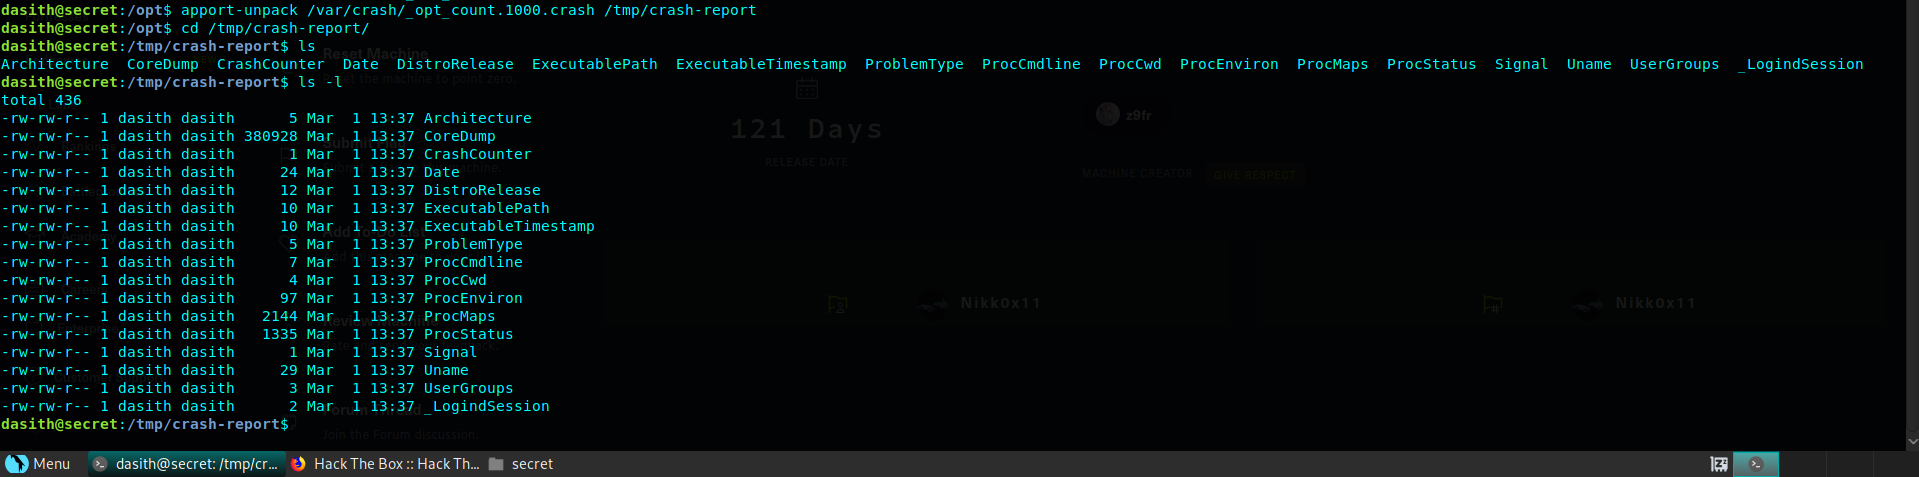 dasith@secret:/opt$ apport-unpack /var/crash/_opt_count.1000.crash /tmp/crash-report
dasith@secret:/opt$ cd /tmp/crash-report/
dasith@secret:/tmp/crash-report$ ls
Reset Machine
Architecture CoreDump CrashCounter Date DistroRelease ExecutablePath ExecutableTimestamp ProblemType ProcCmdline ProcCwd ProcEnviron ProcMaps ProcStatus Signal Uname UserGroups _LogindSession
dasith@secret:/tmp/crash-report$ ls -l
total 436
-rw-rw-r-- 1 dasith dasith 5 Mar 1 13:37 Architecture
-rw-rw-r-- 1 dasith dasith 380928 Mar 1 13:37 CoreDump
-rw-rw-r-- 1 dasith dasith 1 Mar 1 13:37 CrashCounter
-rw-rw-r-- 1 dasith dasith 24 Mar 1 13:37 Date
-rw-rw-r-- 1 dasith dasith 12 Mar 1 13:37 DistroRelease
-rw-rw-r-- 1 dasith dasith 10 Mar 1 13:37 ExecutablePath
-rw-rw-r-- 1 dasith dasith 10 Mar 1 13:37 ExecutableTimestamp
-rw-rw-r-- 1 dasith dasith 5 Mar 1 13:37 ProblemType
-rw-rw-r-- 1 dasith dasith 7 Mar 1 13:37 ProcCmdline
-rw-rw-r-- 1 dasith dasith 4 Mar 1 13:37 ProcCwd
-rw-rw-r-- 1 dasith dasith 97 Mar 1 13:37 ProcEnviron
-rw-rw-r-- 1 dasith dasith 2144 Mar 1 13:37 ProcMaps
-rw-rw-r-- 1 dasith dasith 1335 Mar 1 13:37 ProcStatus
-rw-rw-r-- 1 dasith dasith 1 Mar 1 13:37 Signal
-rw-rw-r-- 1 dasith dasith 29 Mar 1 13:37 Uname
-rw-rw-r-- 1 dasith dasith 3 Mar 1 13:37 UserGroups
-rw-rw-r-- 1 dasith dasith 2 Mar 1 13:37 _LogindSession
dasith@secret:/tmp/crash-report$
121 Days
RELEASE DATE
z9fr
MACHINE CREATOR GIVE RESPECT
Add To-Do List
Nikk0x11 Nikk0x11
Review Machine
Join the Forum discussion.
Menu dasith@secret: /tmp/cr... Hack The Box :: Hack Th... secret